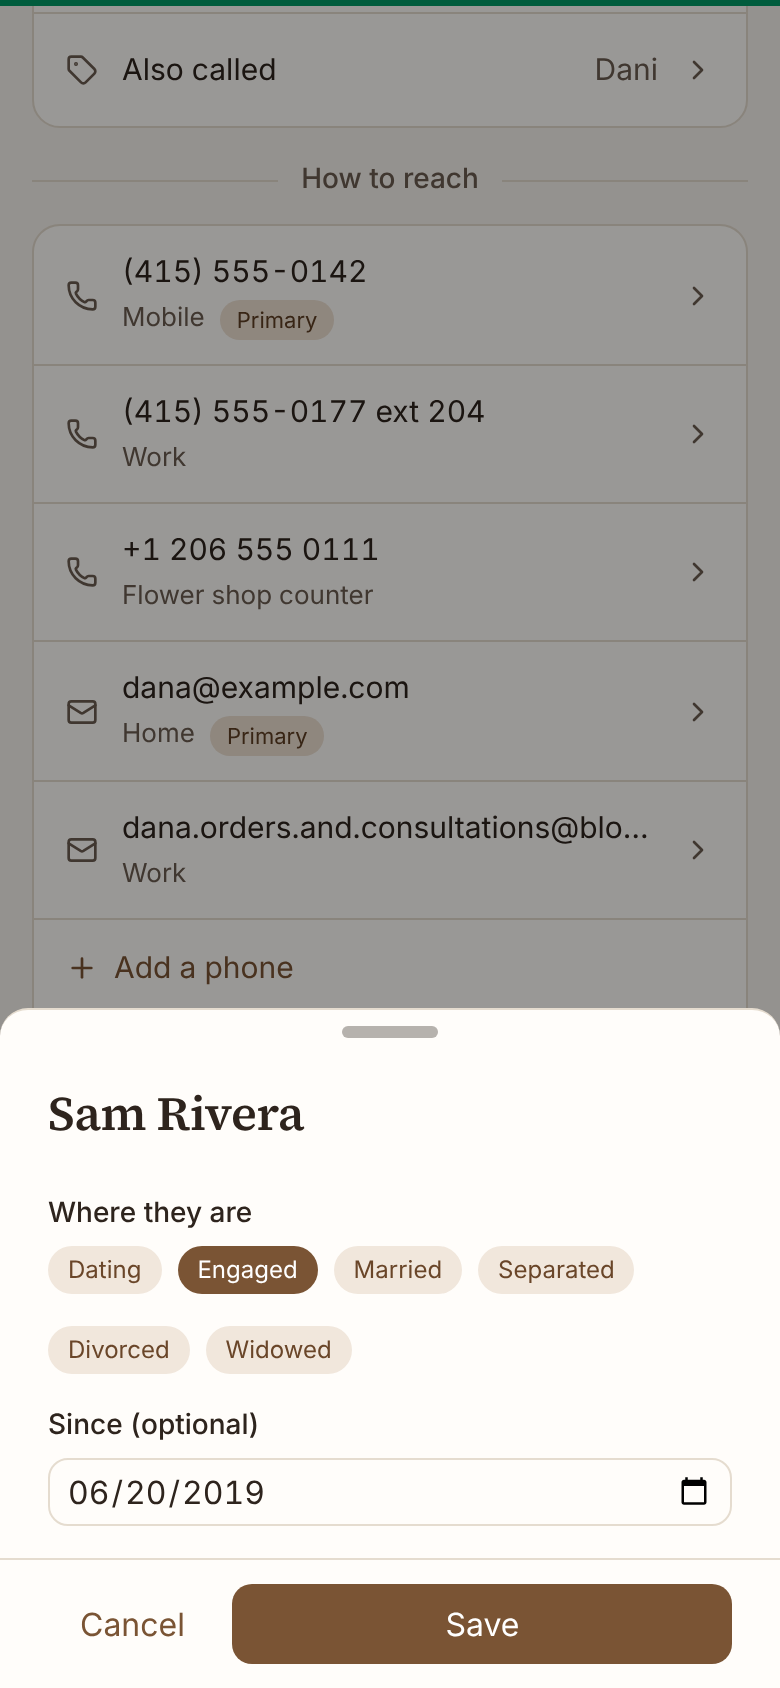 Also called Dani
How to reach
(415) 555-0142
Mobile Primary
(415) 555-0177 ext 204
Work
+1 206 555 0111
Flower shop counter
dana@example.com
Home Primary
dana.orders.and.consultations@blo...
Work
Add a phone
Sam Rivera
Where they are
Dating Engaged Married Separated
Divorced Widowed
Since (optional)
06/20/2019
Cancel Save